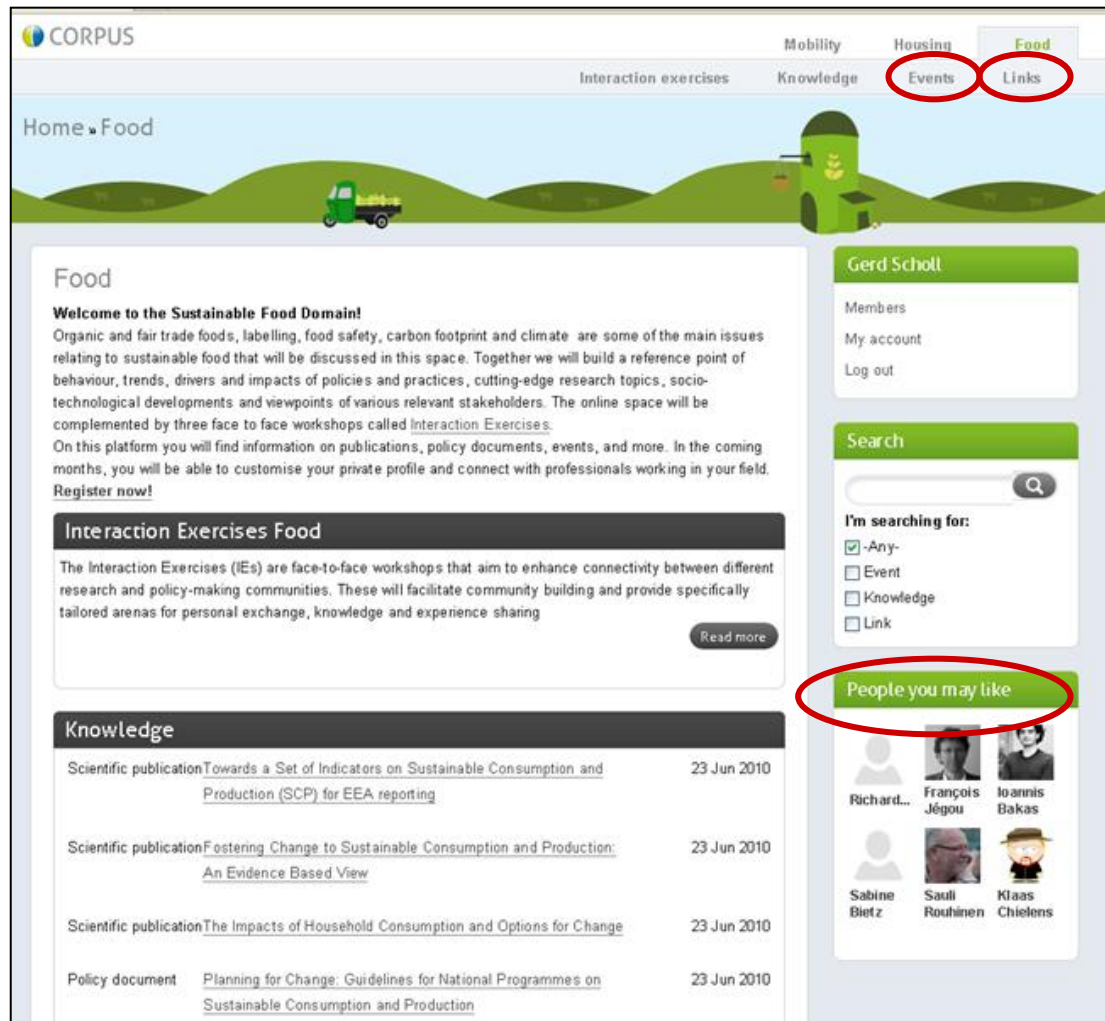 CORPUS
Mobility Housing Food
Interaction exercises Knowledge Events Links
Home » Food
Food
Welcome to the Sustainable Food Domain!
Organic and fair trade foods, labelling, food safety, carbon footprint and climate are some of the main issues
relating to sustainable food that will be discussed in this space. Together we will build a reference point of
behaviour, trends, drivers and impacts of policies and practices, cutting-edge research topics, socio-
technological developments and viewpoints of various relevant stakeholders. The online space will be
complemented by three face to face workshops called Interaction Exercises.
On this platform you will find information on publications, policy documents, events, and more. In the coming
months, you will be able to customise your private profile and connect with professionals working in your field.
Register now!
Interaction Exercises Food
The Interaction Exercises (IEs) are face-to-face workshops that aim to enhance connectivity between different
research and policy-making communities. These will facilitate community building and provide specifically
tailored arenas for personal exchange, knowledge and experience sharing
Read more
Knowledge
Scientific publication Towards a Set of Indicators on Sustainable Consumption and 23 Jun 2010
Production (SCP) for EEA reporting
Scientific publication Fostering Change to Sustainable Consumption and Production: 23 Jun 2010
An Evidence Based View
Scientific publication The Impacts of Household Consumption and Options for Change 23 Jun 2010
Policy document Planning for Change: Guidelines for National Programmes on 23 Jun 2010
Sustainable Consumption and Production
Gerd Scholl
Members
My account
Log out
Search
I'm searching for:
-Any-
Event
Knowledge
Link
People you may like
Richard... François Ioannis
Jégou Bakas
Sabine Sauli Klaas
Bietz Rouhinen Chielens